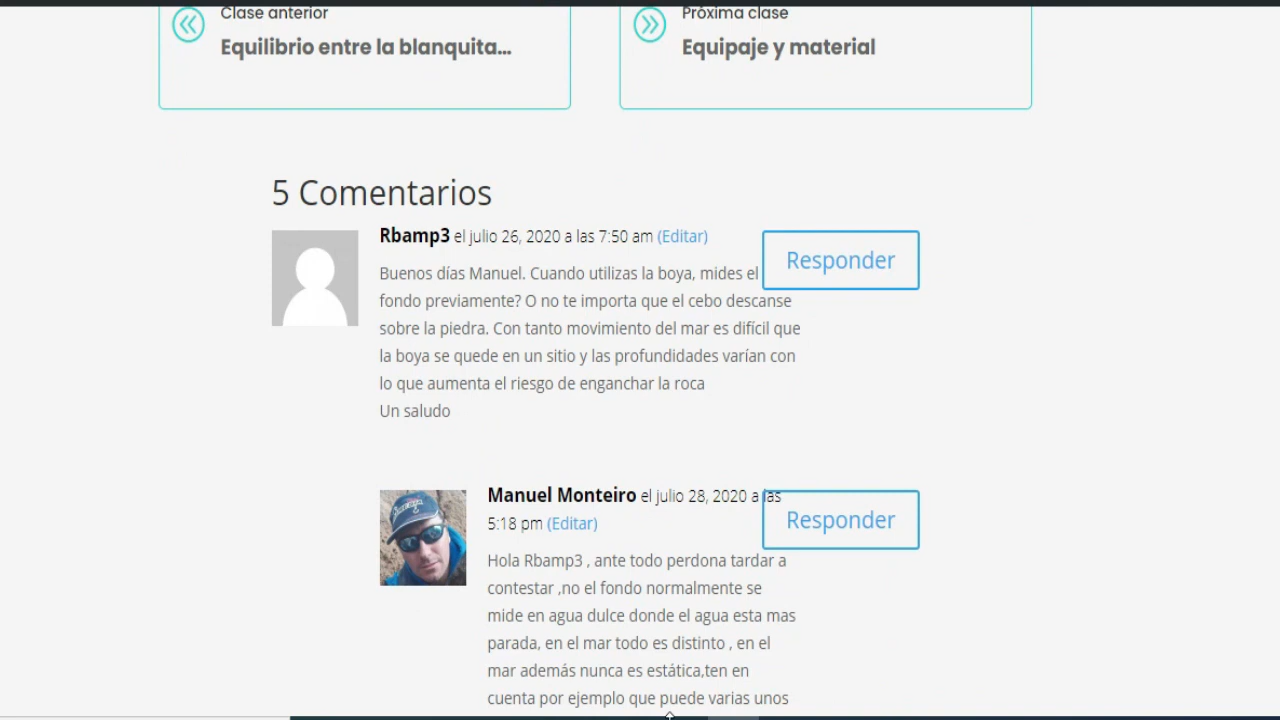 Clase anterior
Equilibrio entre la blanquita...
Próxima clase
Equipaje y material
5 Comentarios
Rbamp3 el julio 26, 2020 a las 7:50 am (Editar)
Responder
Buenos días Manuel. Cuando utilizas la boya, mides el
fondo previamente? O no te importa que el cebo descanse
sobre la piedra. Con tanto movimiento del mar es difícil que
la boya se quede en un sitio y las profundidades varían con
lo que aumenta el riesgo de enganchar la roca
Un saludo
Manuel Monteiro el julio 28, 2020 a las
5:18 pm (Editar)
Responder
Hola Rbamp3 , ante todo perdona tardar a
contestar ,no el fondo normalmente se
mide en agua dulce donde el agua esta mas
parada, en el mar todo es distinto , en el
mar además nunca es estática,ten en
cuenta por ejemplo que puede varias unos